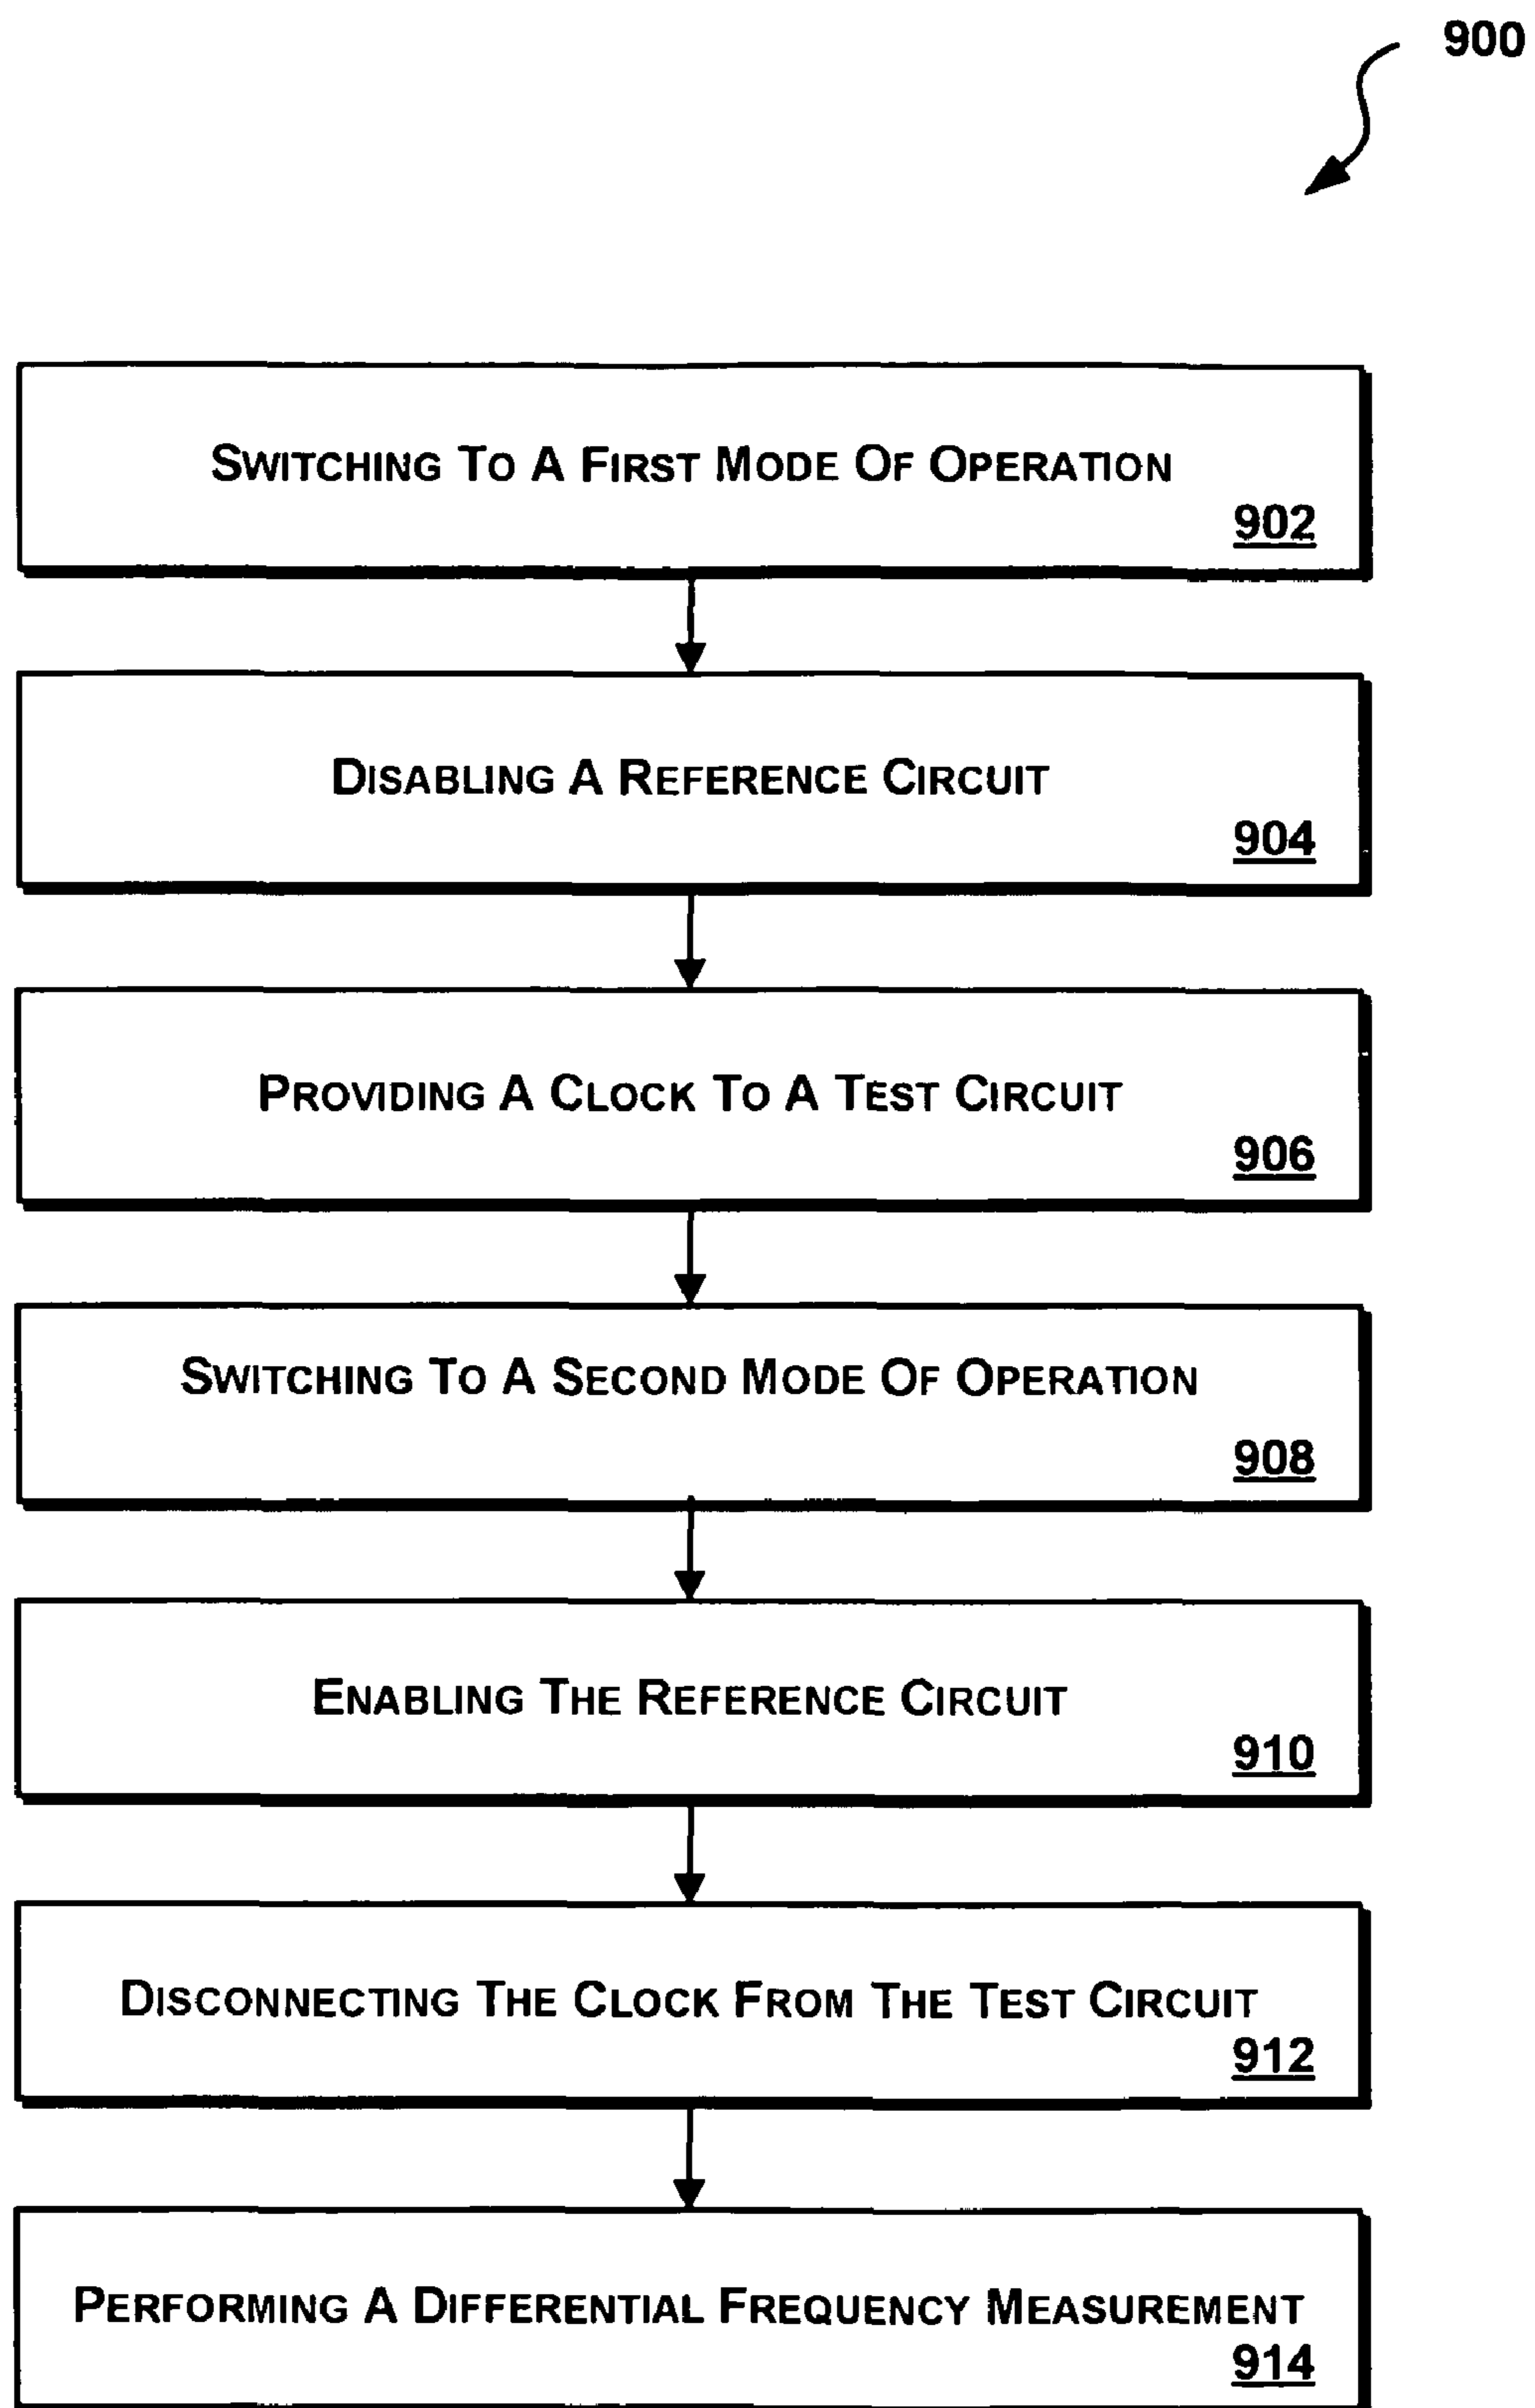 900
SWITCHING TO A FIRST MODE OF OPERATION
902
DISABLING A REFERENCE CIRCUIT
904
PROVIDING A CLOCK TO A TEST CIRCUIT
906
SWITCHING TO A SECOND MODE OF OPERATION
908
ENABLING THE REFERENCE CIRCUIT
910
DISCONNECTING THE CLOCK FROM THE TEST CIRCUIT
912
PERFORMING A DIFFERENTIAL FREQUENCY MEASUREMENT
914